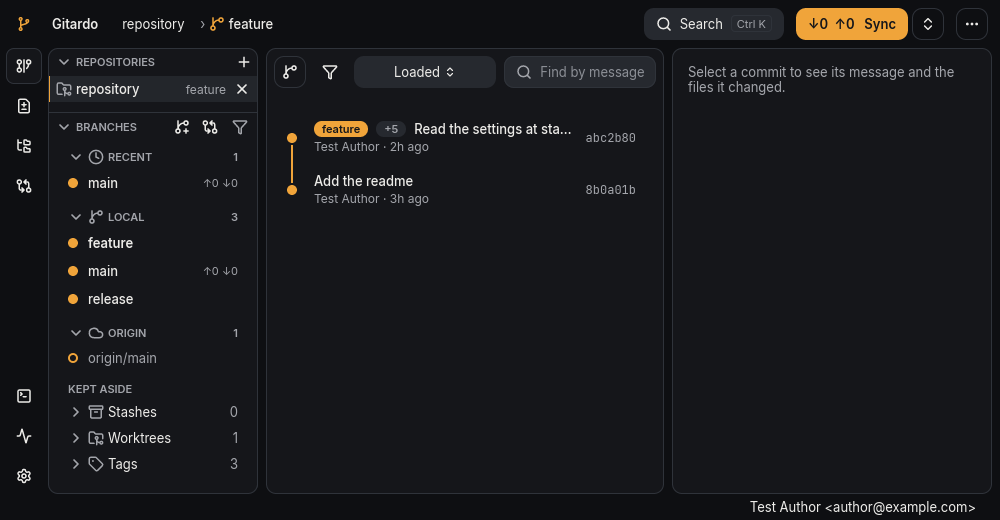 Gitardo
repository
feature
Search
Ctrl K
↓0 ↑0 Sync
REPOSITORIES
repository
feature
BRANCHES
RECENT
1
main
↑0 ↓0
LOCAL
3
feature
main
↑0 ↓0
release
ORIGIN
1
origin/main
KEPT ASIDE
Stashes
0
Worktrees
1
Tags
3
Loaded
Find by message
feature
+5
Read the settings at sta...
Test Author · 2h ago
abc2b80
Add the readme
Test Author · 3h ago
8b0a01b
Select a commit to see its message and the
files it changed.
Test Author <author@example.com>